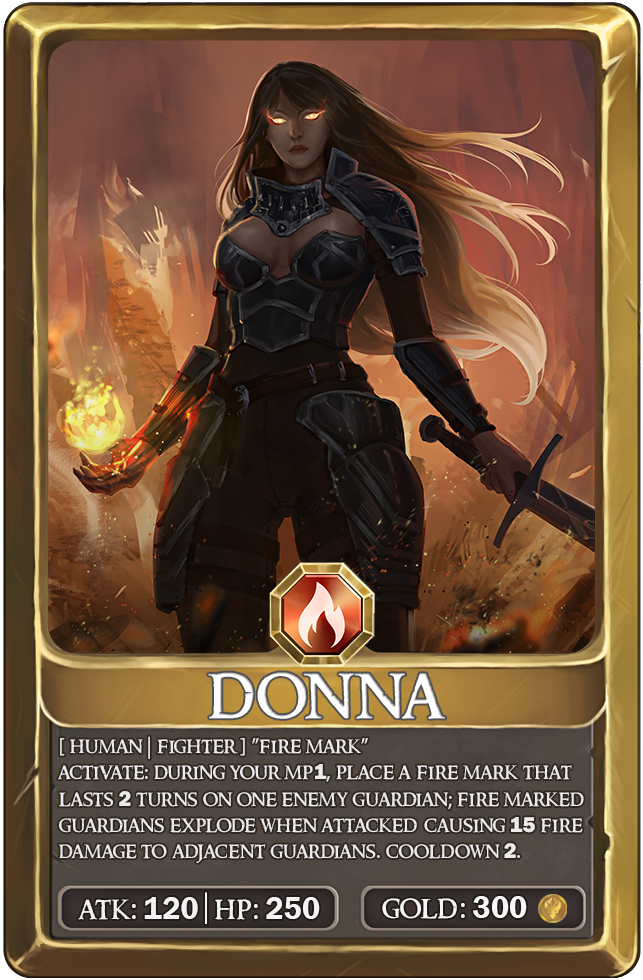 DONNA
[ HUMAN | FIGHTER ] "FIRE MARK"
ACTIVATE: DURING YOUR MP1, PLACE A FIRE MARK THAT
LASTS 2 TURNS ON ONE ENEMY GUARDIAN; FIRE MARKED
GUARDIANS EXPLODE WHEN ATTACKED CAUSING 15 FIRE
DAMAGE TO ADJACENT GUARDIANS. COOLDOWN 2.
ATK: 120 | HP: 250 GOLD: 300